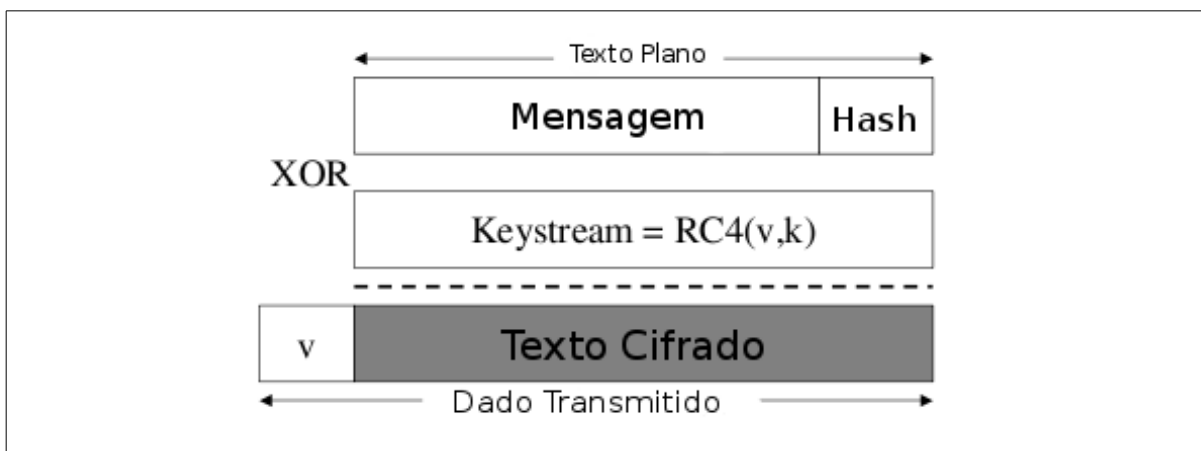 Texto Plano
Mensagem Hash
XOR
Keystream = RC4(v,k)
v Texto Cifrado
Dado Transmitido